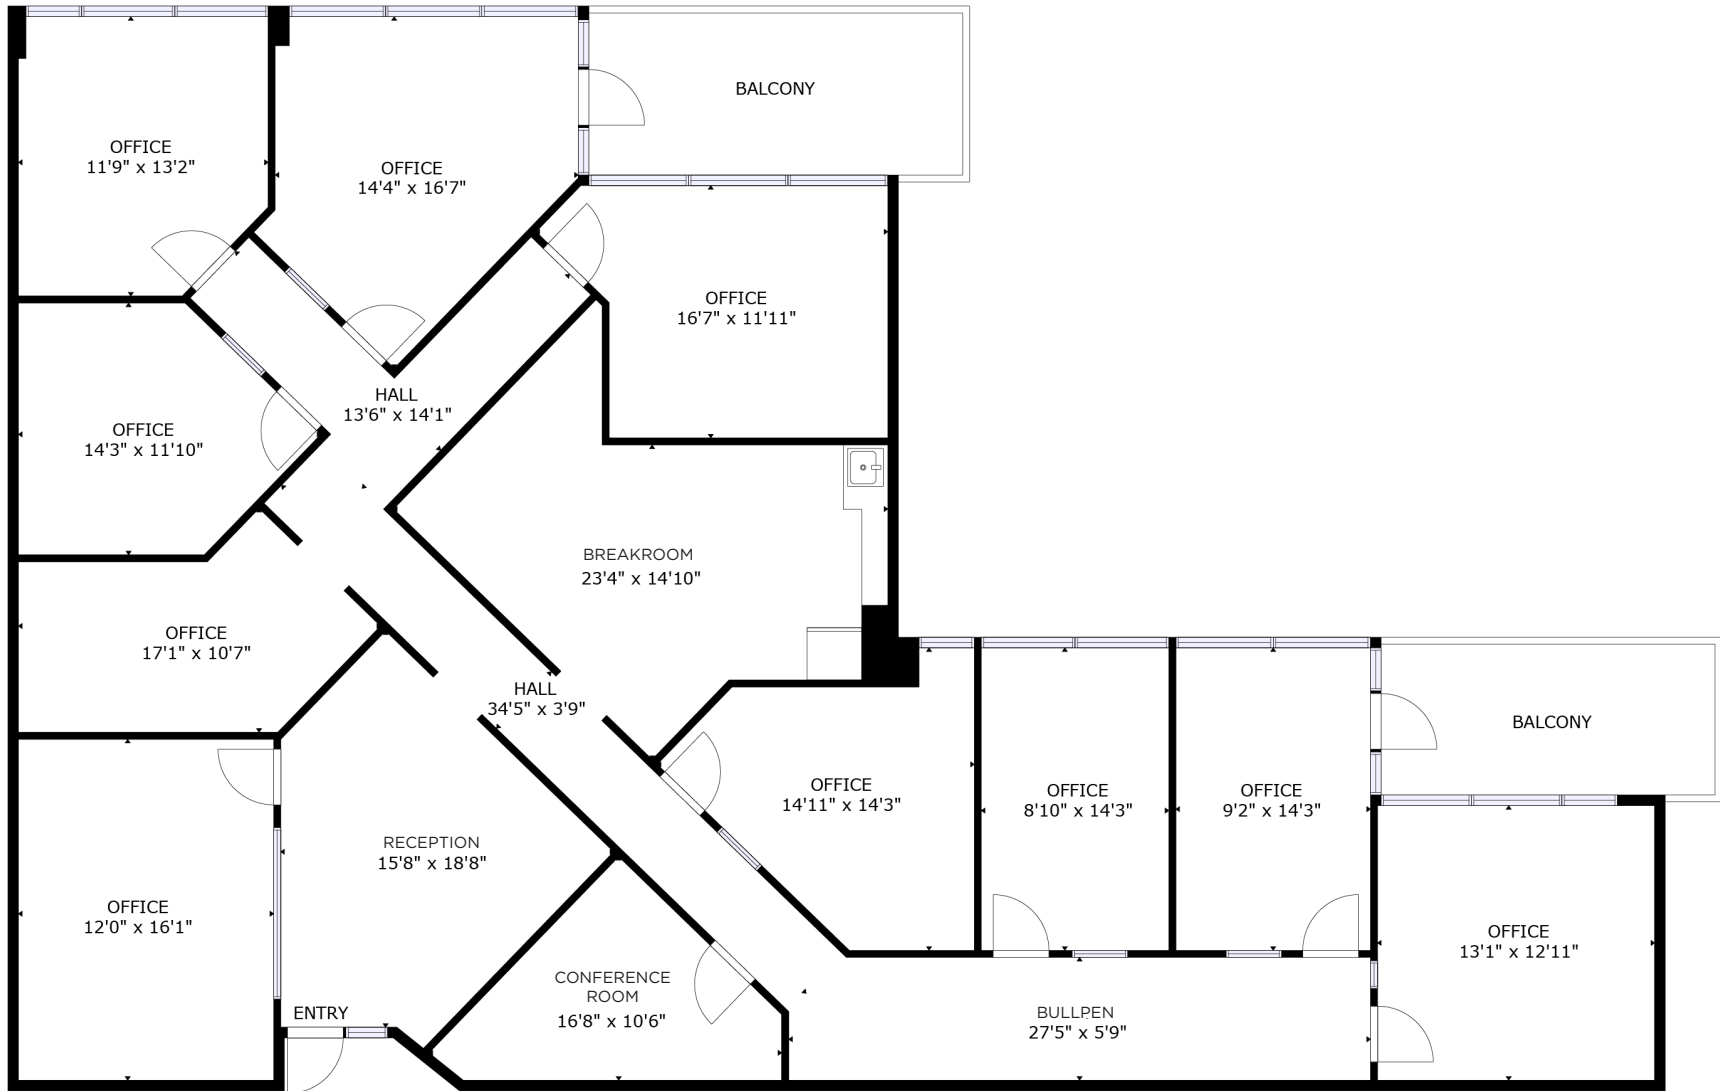 BALCONY
OFFICE
11'9" x 13'2"
OFFICE
14'4" x 16'7"
OFFICE
16'7" x 11'11"
HALL
13'6" x 14'1"
OFFICE
14'3" x 11'10"
BREAKROOM
23'4" x 14'10"
OFFICE
17'1" x 10'7"
HALL
34'5" x 3'9"
BALCONY
OFFICE
14'11" x 14'3"
OFFICE
8'10" x 14'3"
OFFICE
9'2" x 14'3"
RECEPTION
15'8" x 18'8"
OFFICE
12'0" x 16'1"
OFFICE
13'1" x 12'11"
CONFERENCE
ROOM
16'8" x 10'6"
ENTRY
BULLPEN
27'5" x 5'9"